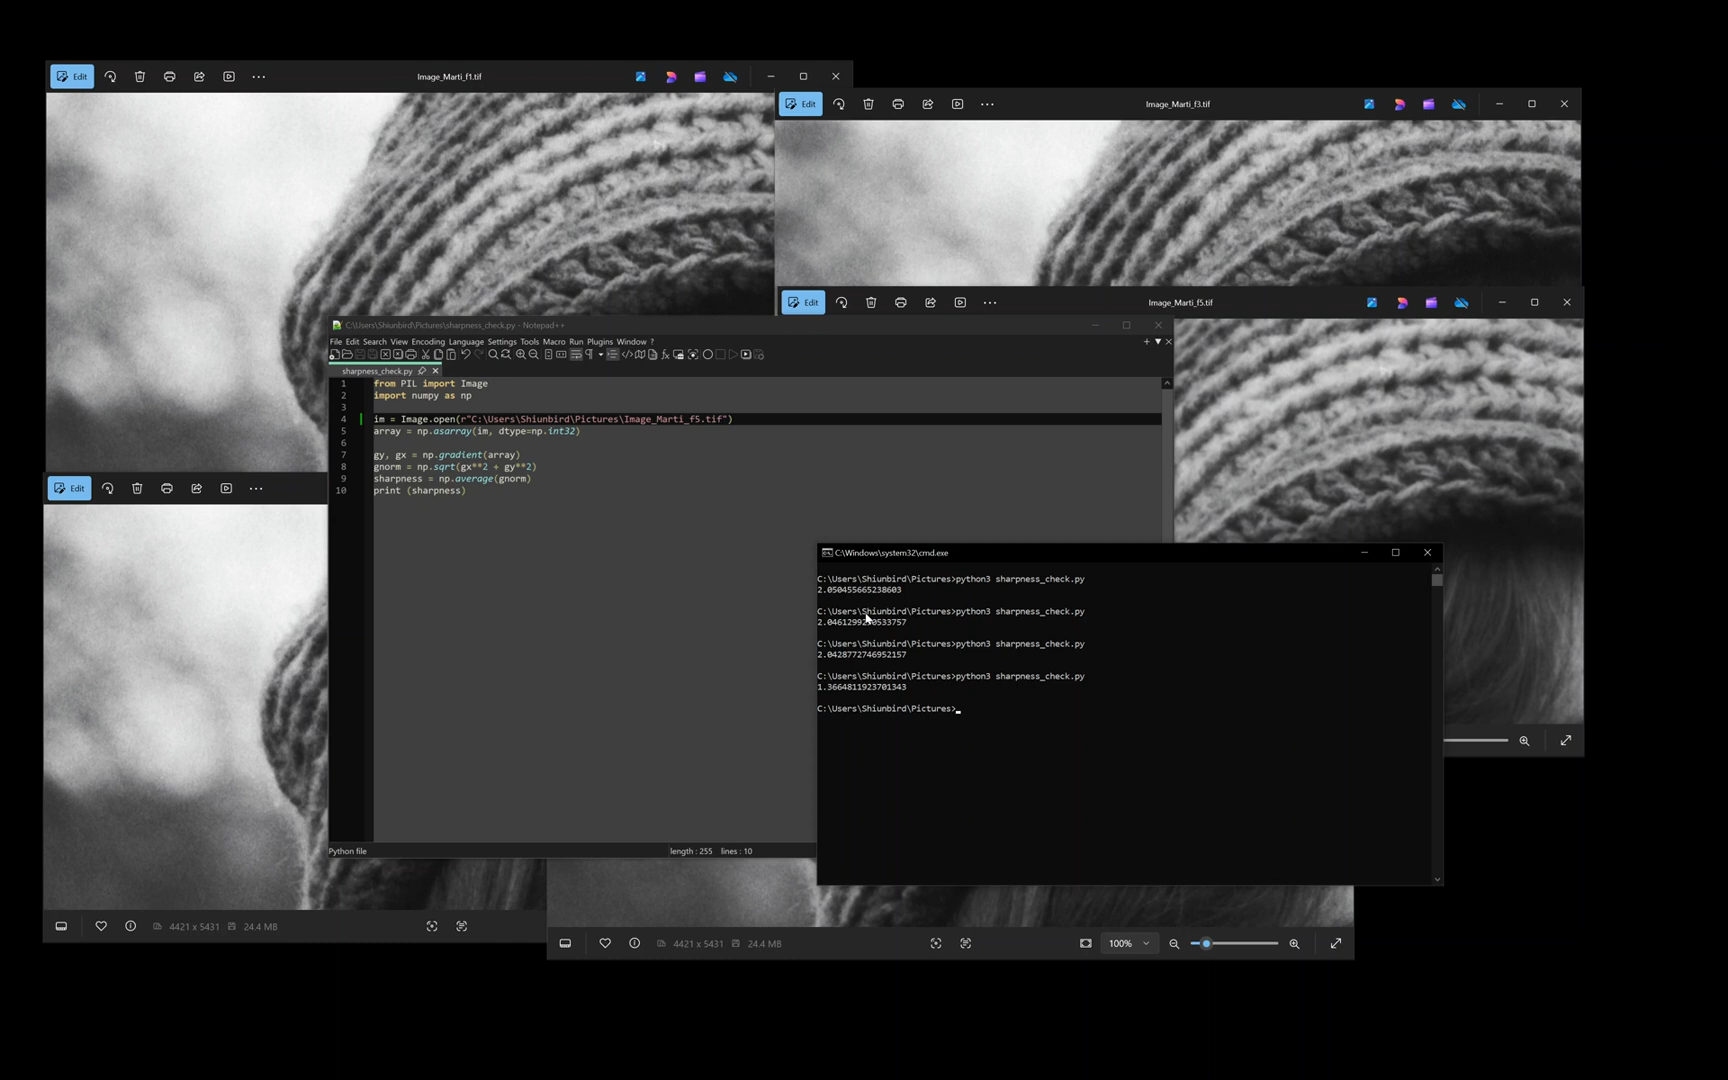 Edit
Image_Marti_f1.tif
Edit
Image_Marti_f3.tif
Edit
Image_Marti_f5.tif
C:\Users\Shiunbird\Pictures\sharpness_check.py - Notepad++
File Edit Search View Encoding Language Settings Tools Macro Run Plugins Window ?
sharpness_check.py
1 from PIL import Image
2 import numpy as np
3
4 im = Image.open(r"C:\Users\Shiunbird\Pictures\Image_Marti_f5.tif")
5 array = np.asarray(im, dtype=np.int32)
6
7 gy, gx = np.gradient(array)
8 gnorm = np.sqrt(gx**2 + gy**2)
9 sharpness = np.average(gnorm)
10 print (sharpness)
Python file
length : 255 lines : 10
Edit
C:\Windows\system32\cmd.exe
C:\Users\Shiunbird\Pictures>python3 sharpness_check.py
2.050455665238603
C:\Users\Shiunbird\Pictures>python3 sharpness_check.py
C:\Users\Shiunbird\Pictures>python3 sharpness_check.py
2.0428772746952157
C:\Users\Shiunbird\Pictures>python3 sharpness_check.py
1.3664811923701343
C:\Users\Shiunbird\Pictures>
4421 x 5431 24.4 MB
4421 x 5431 24.4 MB
100%